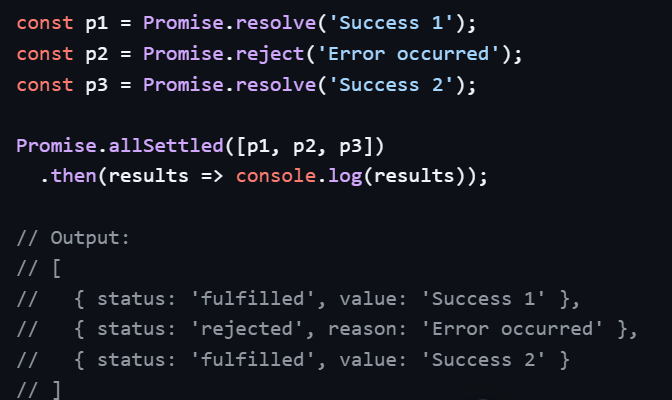 const p1 = Promise.resolve('Success 1');
const p2 = Promise.reject('Error occurred');
const p3 = Promise.resolve('Success 2');

Promise.allSettled([p1, p2, p3])
  .then(results => console.log(results));

// Output:
// [
//   { status: 'fulfilled', value: 'Success 1' },
//   { status: 'rejected', reason: 'Error occurred' },
//   { status: 'fulfilled', value: 'Success 2' }
// ]